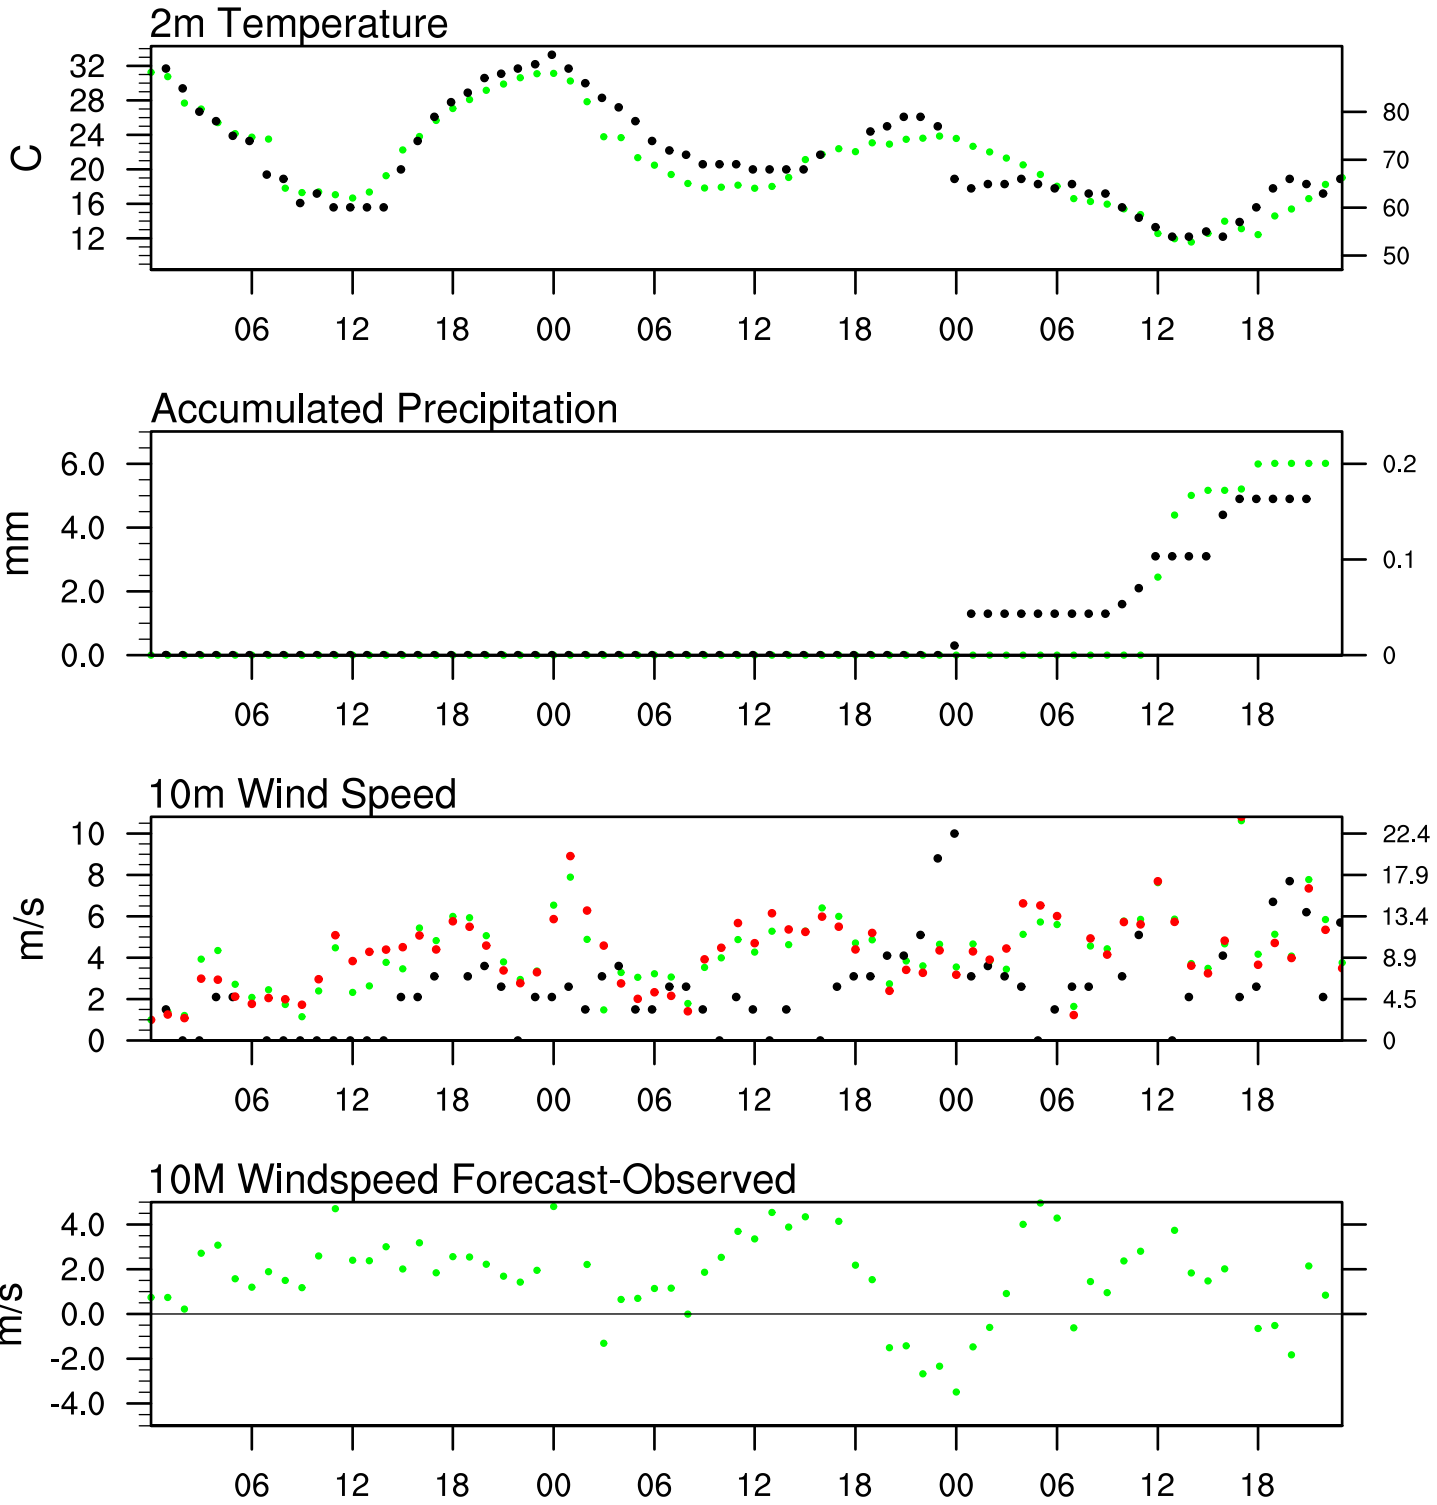 2m Temperature
C
32
28
24
20
16
12
80
70
60
50
06 12 18 00 06 12 18 00 06 12 18
Accumulated Precipitation
mm
6.0
4.0
2.0
0.0
0.2
0.1
0
06 12 18 00 06 12 18 00 06 12 18
10m Wind Speed
m/s
10
8
6
4
2
0
22.4
17.9
13.4
8.9
4.5
0
06 12 18 00 06 12 18 00 06 12 18
10M Windspeed Forecast-Observed
m/s
4.0
2.0
0.0
-2.0
-4.0
06 12 18 00 06 12 18 00 06 12 18